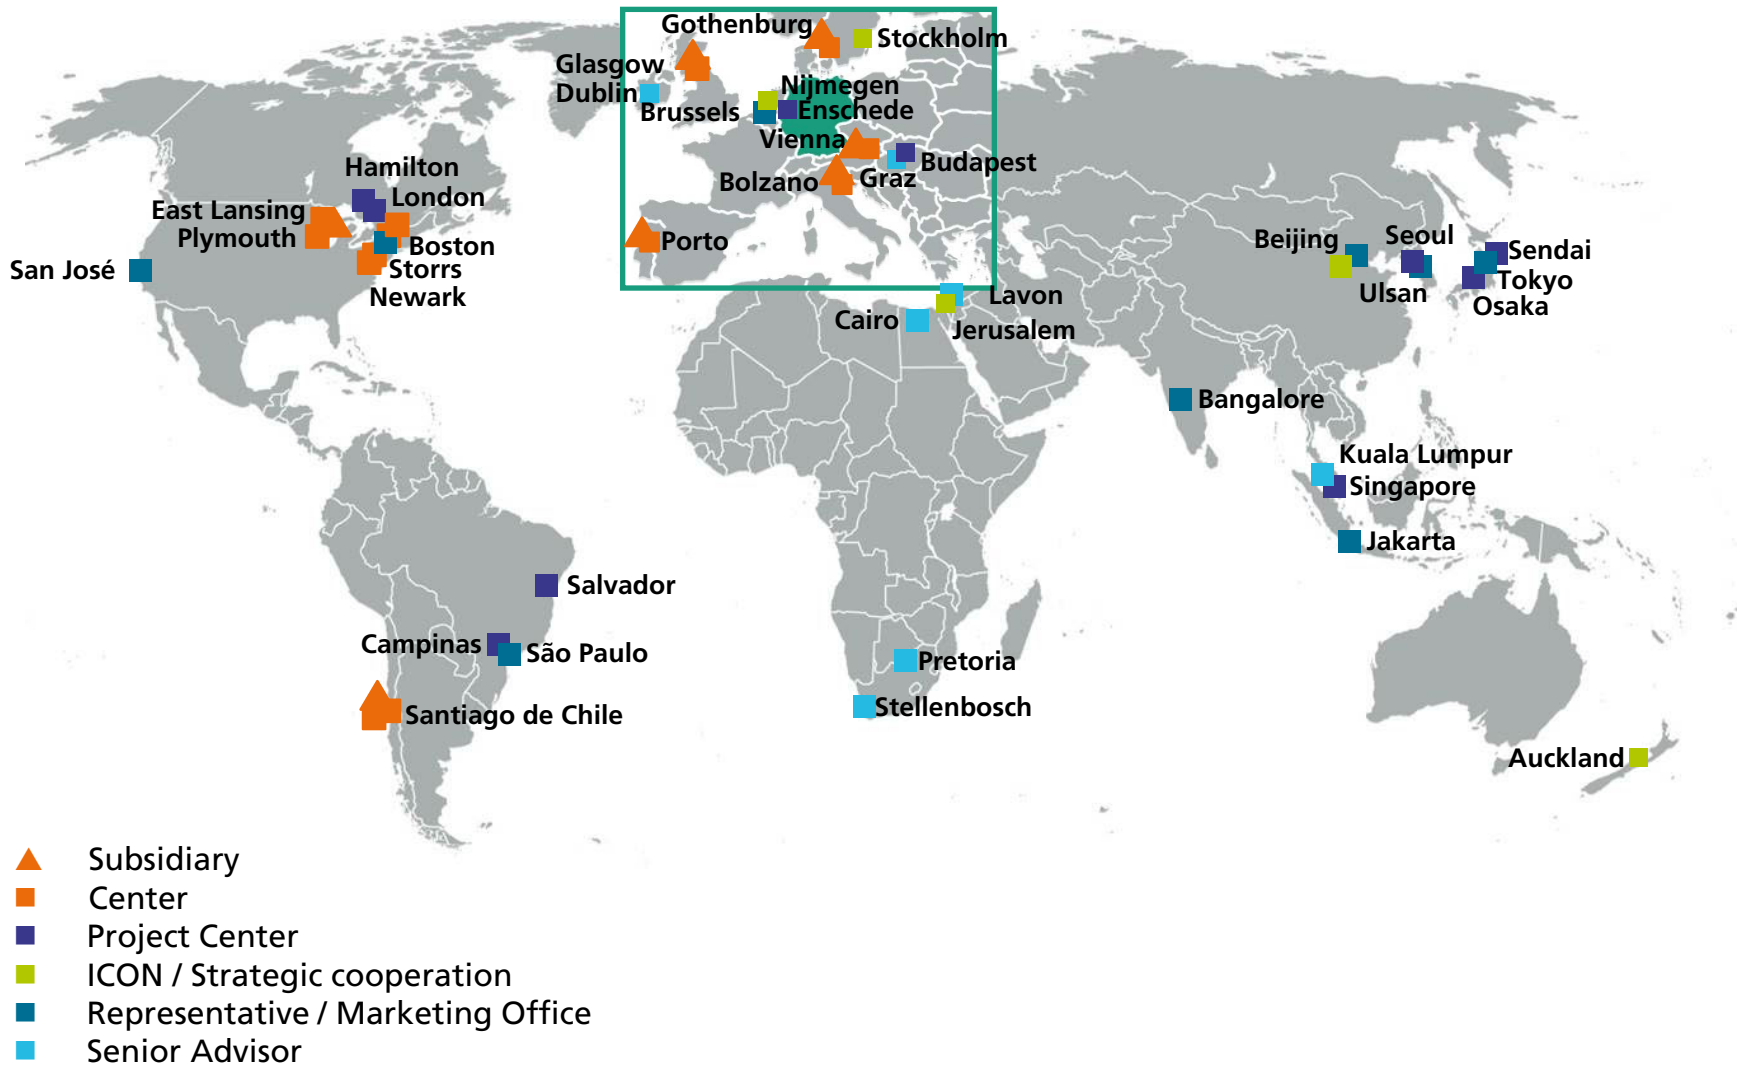 Gothenburg
Stockholm
Glasgow
Dublin
Nijmegen
Brussels
Enschede
Vienna
Budapest
Bolzano
Graz
Porto
Hamilton
London
East Lansing
Plymouth
Boston
San José
Storrs
Newark
Beijing
Seoul
Sendai
Ulsan
Tokyo
Osaka
Lavon
Cairo
Jerusalem
Bangalore
Kuala Lumpur
Singapore
Jakarta
Salvador
Campinas
São Paulo
Pretoria
Stellenbosch
Santiago de Chile
Auckland
Subsidiary
Center
Project Center
ICON / Strategic cooperation
Representative / Marketing Office
Senior Advisor